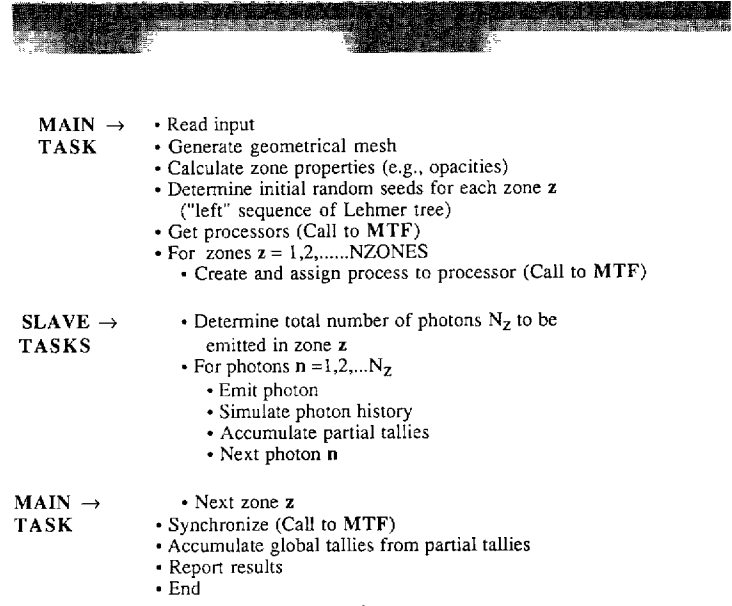 MAIN → • Read input
TASK • Generate geometrical mesh
• Calculate zone properties (e.g., opacities)
• Determine initial random seeds for each zone z
("left" sequence of Lehmer tree)
• Get processors (Call to MTF)
• For zones z = 1,2,......NZONES
• Create and assign process to processor (Call to MTF)
SLAVE → • Determine total number of photons NZ to be
TASKS emitted in zone z
• For photons n =1,2,...NZ
• Emit photon
• Simulate photon history
• Accumulate partial tallies
• Next photon n
MAIN → • Next zone z
TASK • Synchronize (Call to MTF)
• Accumulate global tallies from partial tallies
• Report results
• End